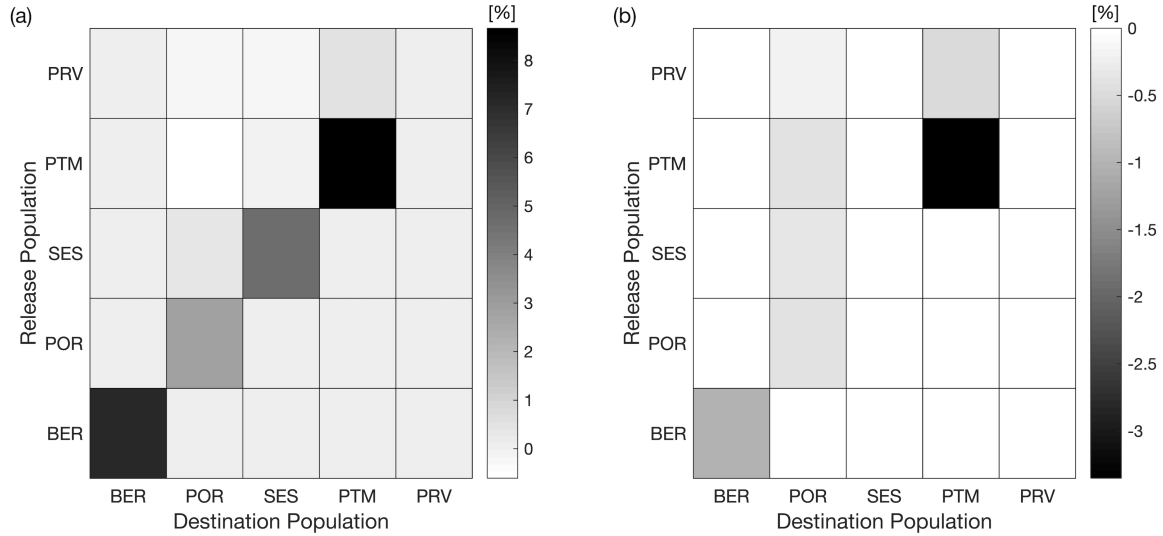 (a)
[%]
PRV
PTM
SES
POR
BER
Release Population
BER POR SES PTM PRV
Destination Population
8
7
6
5
4
3
2
1
0
(b)
[%]
PRV
PTM
SES
POR
BER
Release Population
BER POR SES PTM PRV
Destination Population
0
-0.5
-1
-1.5
-2
-2.5
-3